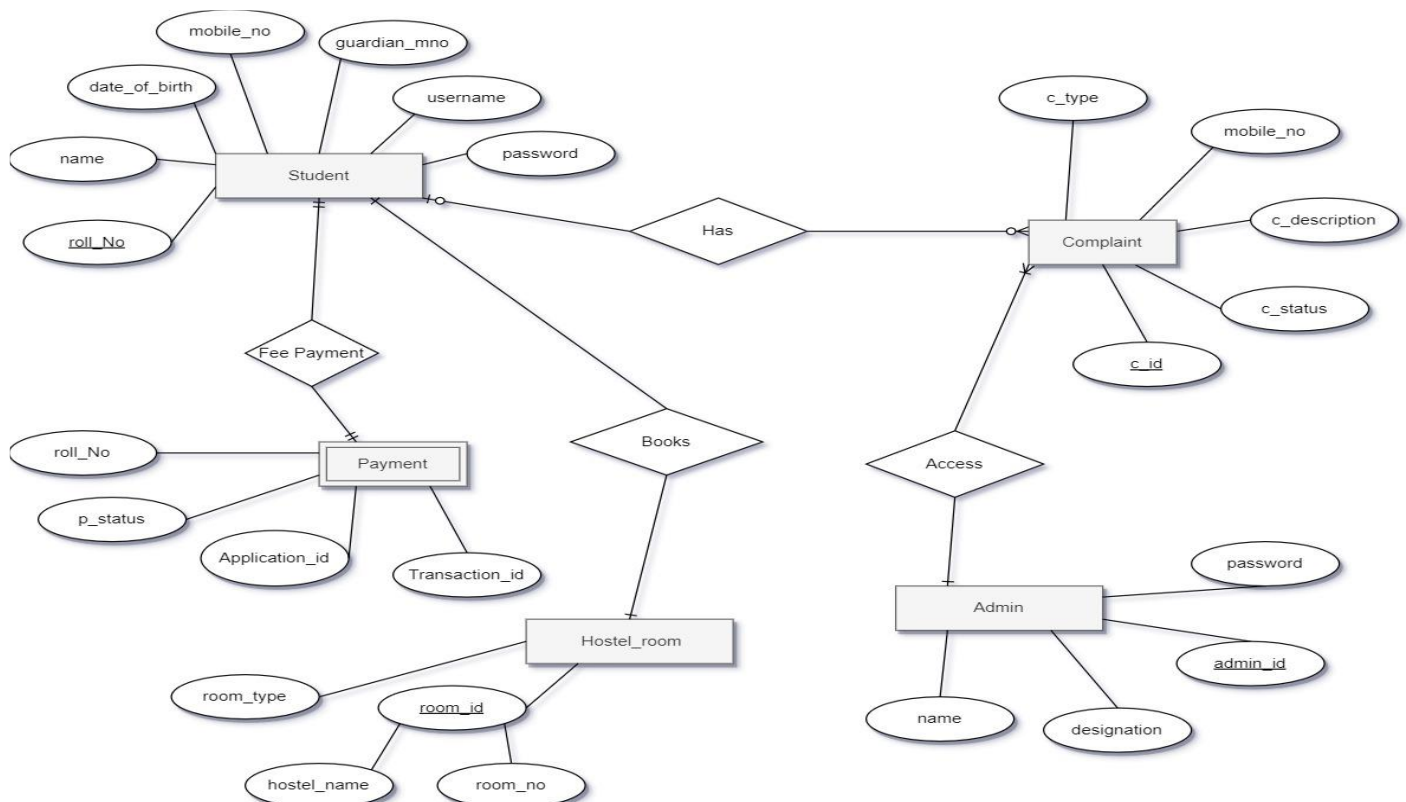 mobile_no
guardian_mno
date_of_birth
username
name
password
Student
roll_No
c_type
mobile_no
c_description
Has
Complaint
c_status
c_id
Fee Payment
Books
Access
roll_No
Payment
p_status
Application_id
Transaction_id
password
Admin
Hostel_room
admin_id
room_type
room_id
name
designation
hostel_name
room_no